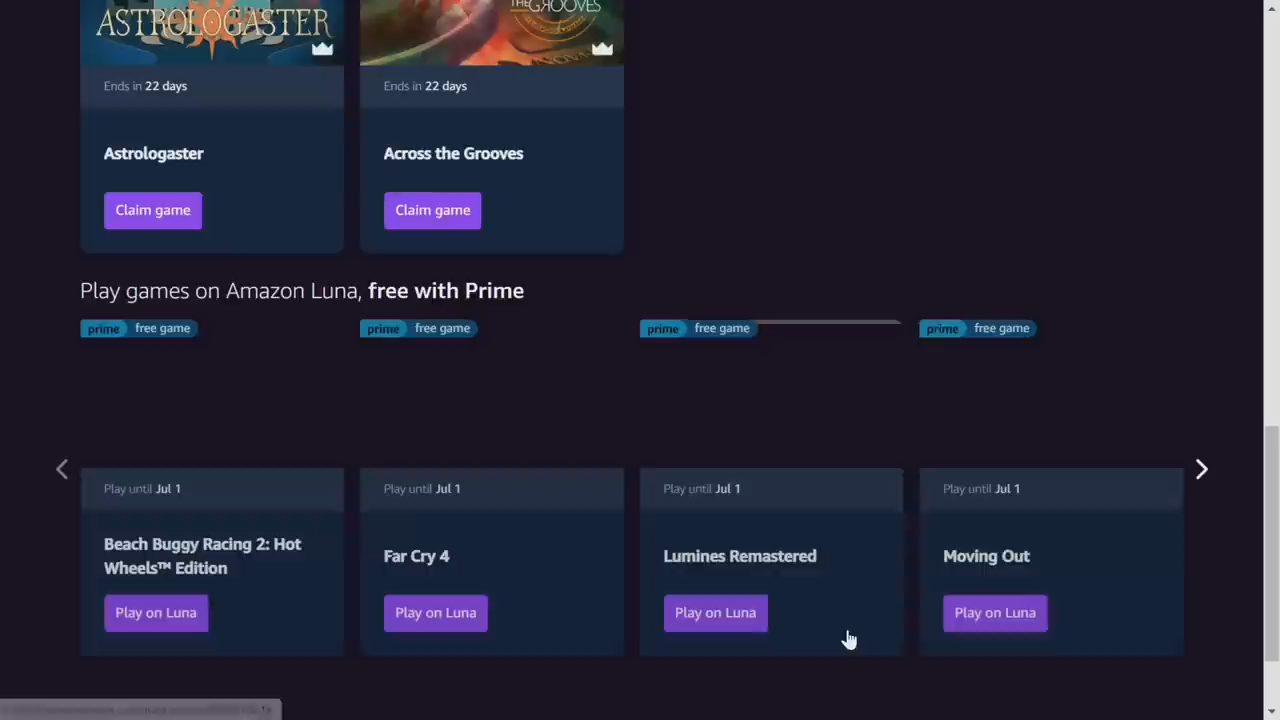 ASTROLOGASTER
THE GROOVES
Ends in 22 days
Ends in 22 days
Astrologaster
Across the Grooves
Claim game
Claim game
Play games on Amazon Luna, free with Prime
prime free game
prime free game
prime free game
prime free game
Play until Jul 1
Play until Jul 1
Play until Jul 1
Play until Jul 1
Beach Buggy Racing 2: Hot
Wheels™ Edition
Far Cry 4
Lumines Remastered
Moving Out
Play on Luna
Play on Luna
Play on Luna
Play on Luna